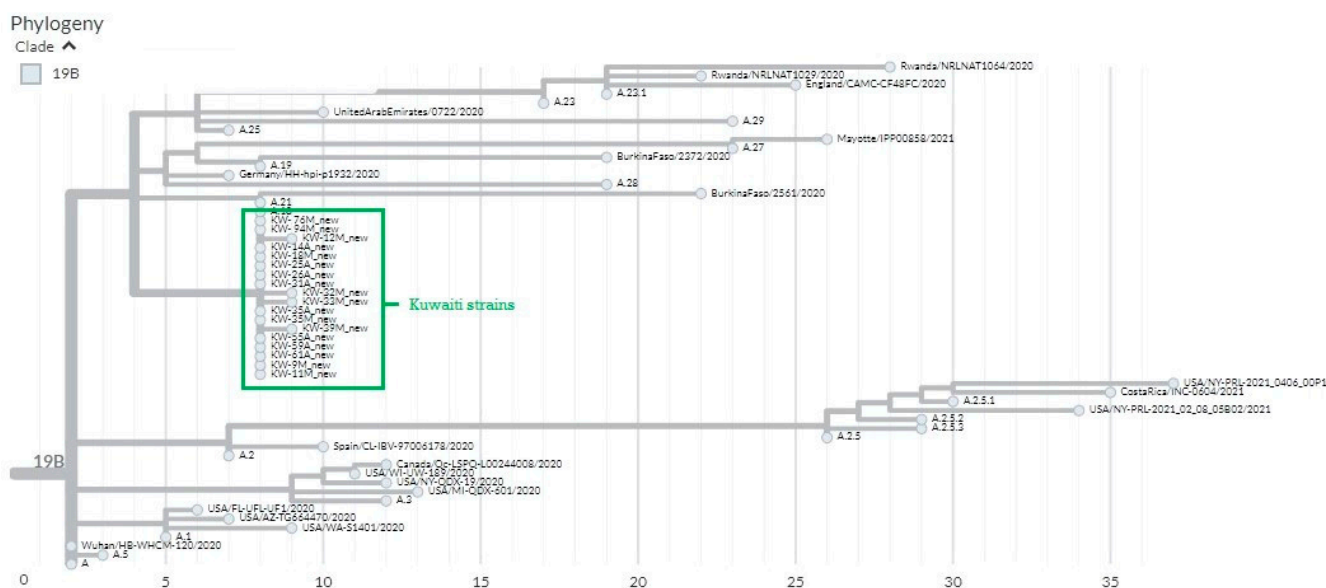 Phylogeny
Clade
19B
Rwanda/NRLNAT1064/2020
Rwanda/NRLNAT1029/2020
England/CAMC-CF48FC/2020
A.23.1
A.23
UnitedArabEmirates/0722/2020
A.29
A.25
Mayotte/IPP00858/2021
A.27
BurkinaFaso/2372/2020
A.19
Germany/HH-hpi-p1932/2020
A.28
BurkinaFaso/2561/2020
A.21
KW- 76M_new
KW- 94M_new
KW-12M_new
KW-14A_new
KW-18M_new
KW-25A_new
KW-26A_new
KW-31A_new
KW-32M_new
KW-33M_new
KW-35A_new
KW-35M_new
KW-39M_new
KW-55A_new
KW-59A_new
KW-61A_new
KW-9M_new
KW-11M_new
Kuwaiti strains
USA/NY-PRL-2021_0406_00P1
CostaRica/INC-0604/2021
A.2.5.1
USA/NY-PRL-2021_02_08_05B02/2021
A.2.5.2
A.2.5.3
A.2.5
Spain/CL-IBV-97006178/2020
A.2
19B
Canada/Qc-LSPQ-L00244008/2020
USA/WI-UW-189/2020
USA/NY-QDX-19/2020
USA/MI-QDX-601/2020
A.3
USA/FL-UFL-UF1/2020
USA/AZ-TG664470/2020
USA/WA-S1401/2020
A.1
Wuhan/HB-WHCM-120/2020
A.5
A
0 5 10 15 20 25 30 35